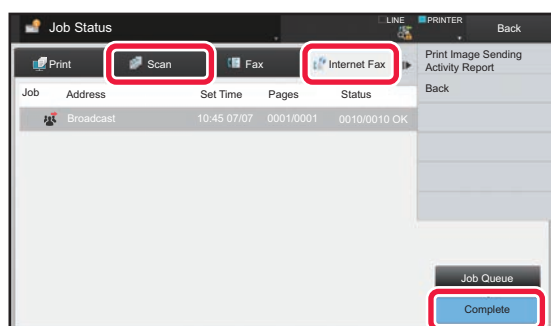 Job Status
LINE
PRINTER
Back
Print
Scan
Fax
Internet Fax
Print Image Sending
Activity Report
Back
Job Address Set Time Pages Status
Broadcast 10:45 07/07 0001/0001 0010/0010 OK
Job Queue
Complete